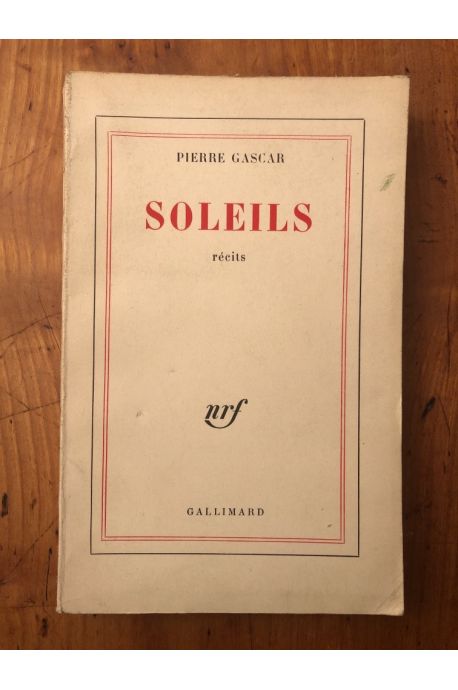 PIERRE GASCAR
SOLEILS
récits
nrf
GALLIMARD